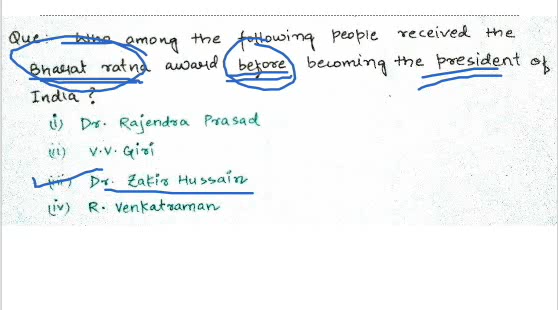 Que:- Who among the following people received the
Bharat ratna award before becoming the president of
India?
(i) Dr. Rajendra Prasad
(ii) V.V. Giri
(iii) Dr. Zakir Hussain
(iv) R. Venkatraman